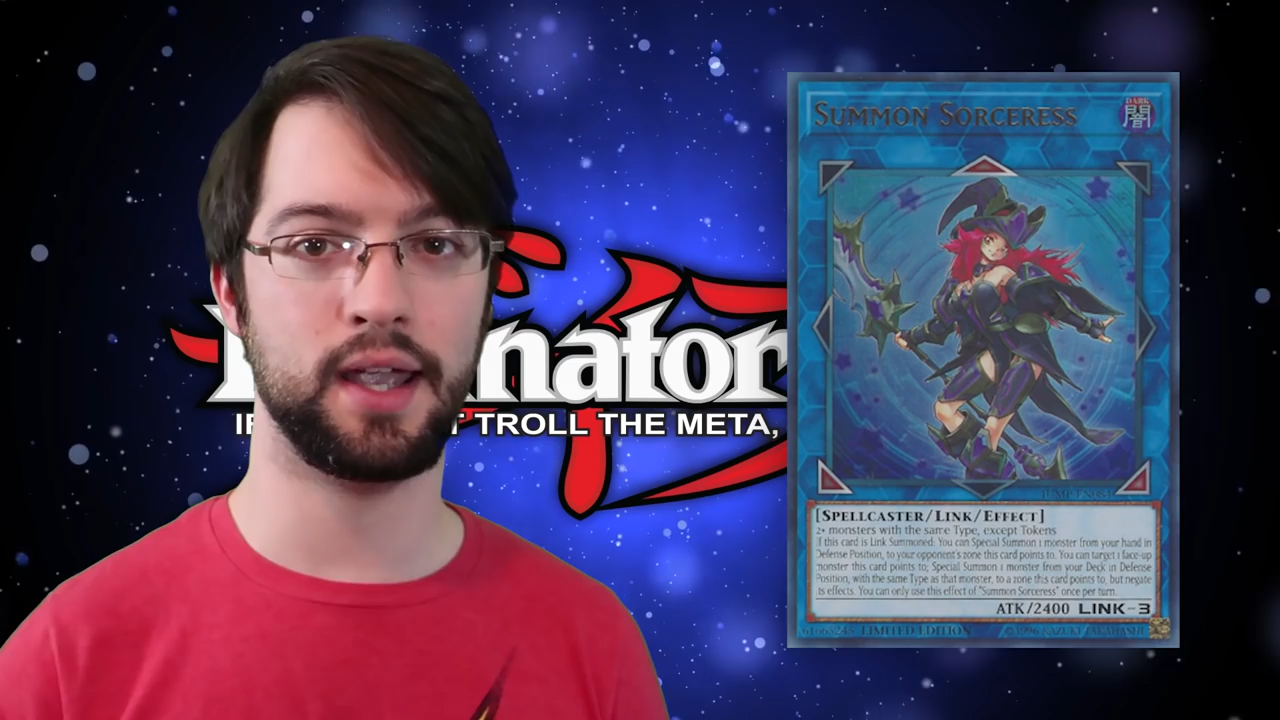 nator
T TROLL THE META,
SUMMON SORCERESS
DARK
闇
[SPELLCASTER/LINK/EFFECT]
2+ monsters with the same Type, except Tokens
If this card is Link Summoned: You can Special Summon 1 monster from your hand in
Defense Position, to your opponent's zone this card points to. You can target 1 face-up
monster this card points to; Special Summon 1 monster from your Deck in Defense
Position, with the same Type as that monster, to a zone this card points to, but negate
its effects. You can only use this effect of "Summon Sorceress" once per turn.
ATK/2400 LINK-3
LIMITED EDITION
©1996 KAZUKI TAKAHASHI